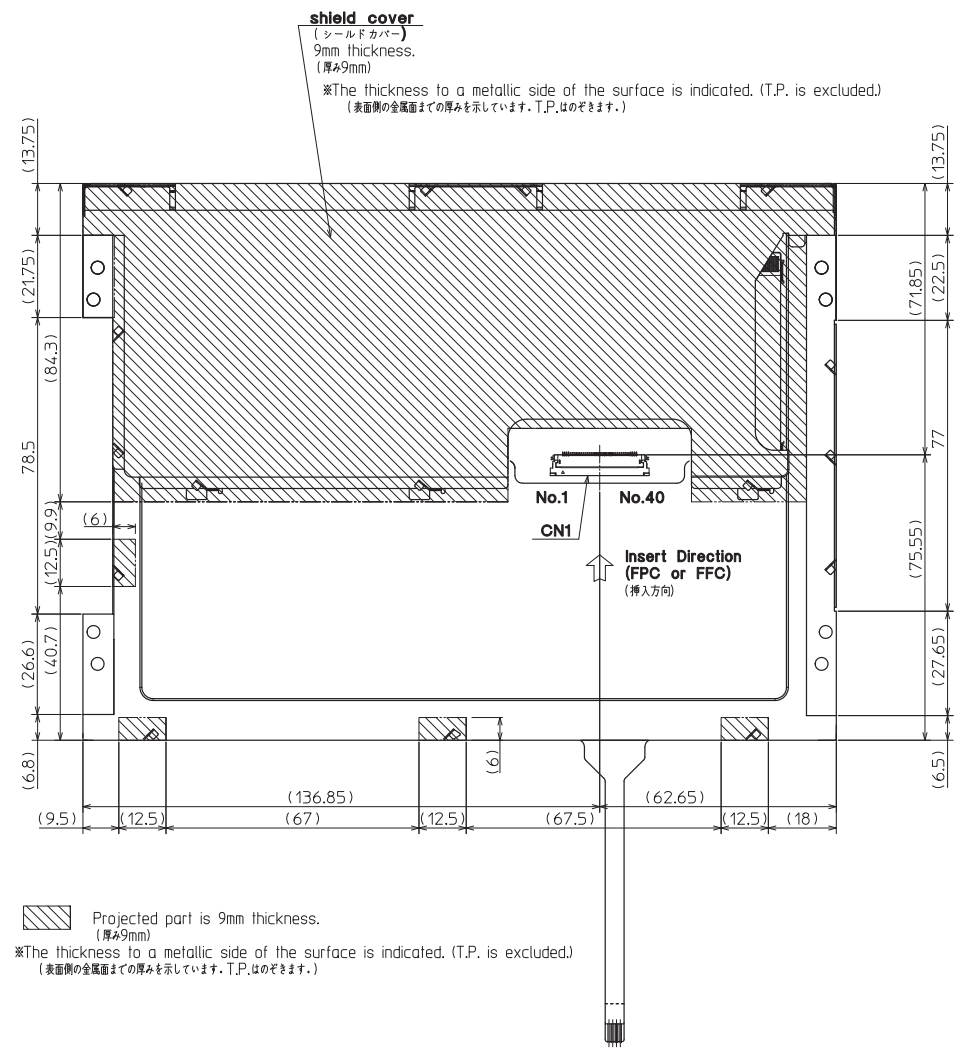 shield cover
(シールドカバー)
9mm thickness.
(厚み9mm)
※The thickness to a metallic side of the surface is indicated. (T.P. is excluded.)
(表面側の金属面までの厚みを示しています. T.P.はのぞきます.)
(13.75)
(13.75)
(21.75)
(22.5)
(71.85)
(84.3)
78.5
77
No.1
No.40
CN1
(9.9)
(6)
(12.5)
(75.55)
Insert Direction
(FPC or FFC)
(挿入方向)
(26.6)
(40.7)
(27.65)
(6.8)
(6)
(6.5)
(136.85)
(62.65)
(9.5)
(12.5)
(67)
(12.5)
(67.5)
(12.5)
(18)
Projected part is 9mm thickness.
(厚み9mm)
※The thickness to a metallic side of the surface is indicated. (T.P. is excluded.)
(表面側の金属面までの厚みを示しています. T.P.はのぞきます.)